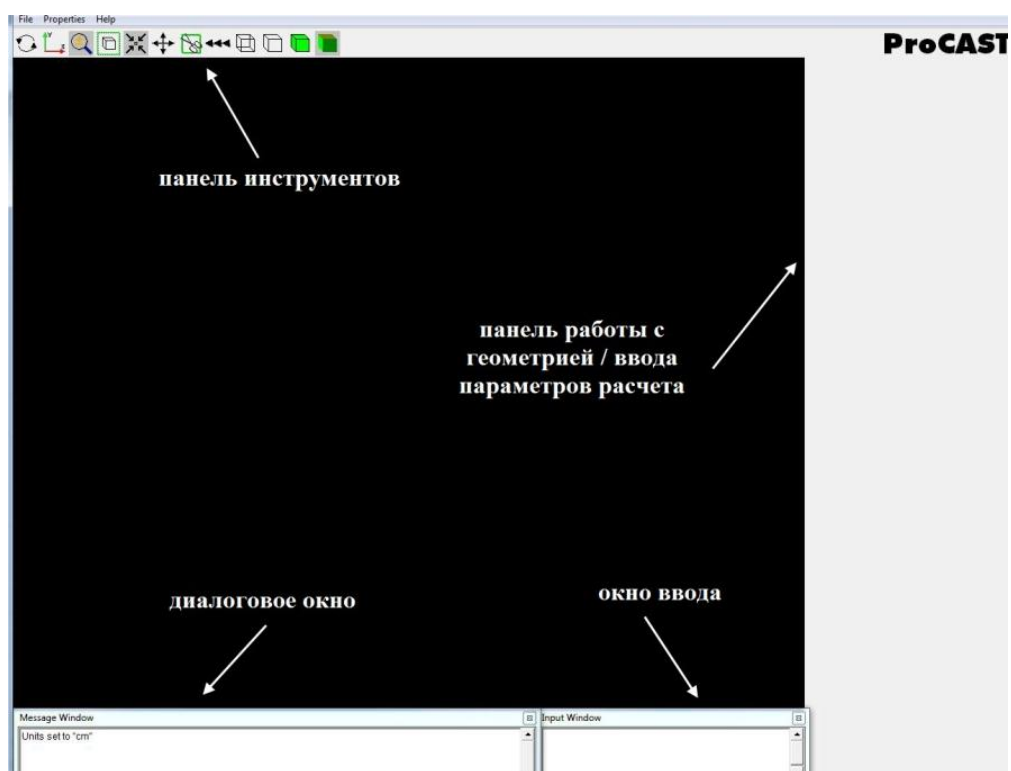 File Properties Help
ProCAST
панель инструментов
панель работы с
геометрией / ввода
параметров расчета
диалоговое окно
окно ввода
Message Window
Input Window
Units set to "cm"